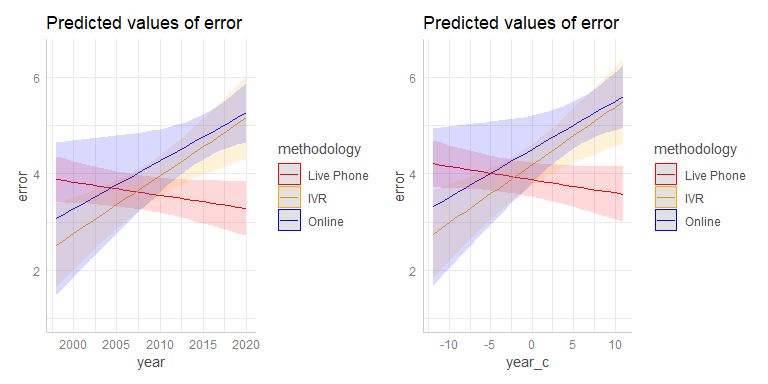 Predicted values of error
6
4
2
error
2000 2005 2010 2015 2020
year
methodology
Live Phone
IVR
Online
Predicted values of error
6
4
2
error
-10 -5 0 5 10
year_c
methodology
Live Phone
IVR
Online